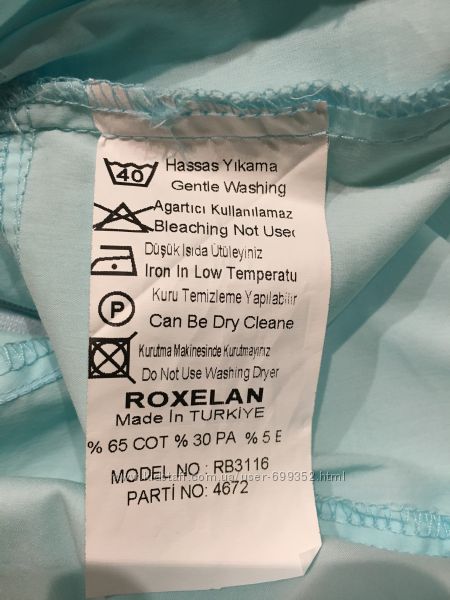 40
Hassas Yıkama
Gentle Washing
Agartıcı Kullanılamaz
Bleaching Not Used
Düşük Isıda Ütüleyiniz
Iron In Low Temperatu
Kuru Temizleme Yapılabilir
P
Can Be Dry Cleane
Kurutma Makinesinde Kurutmayınız
Do Not Use Washing Dryer
ROXELAN
Made İn TURKİYE
% 65 COT % 30 PA % 5 E
MODEL NO : RB3116
PARTİ NO: 4672